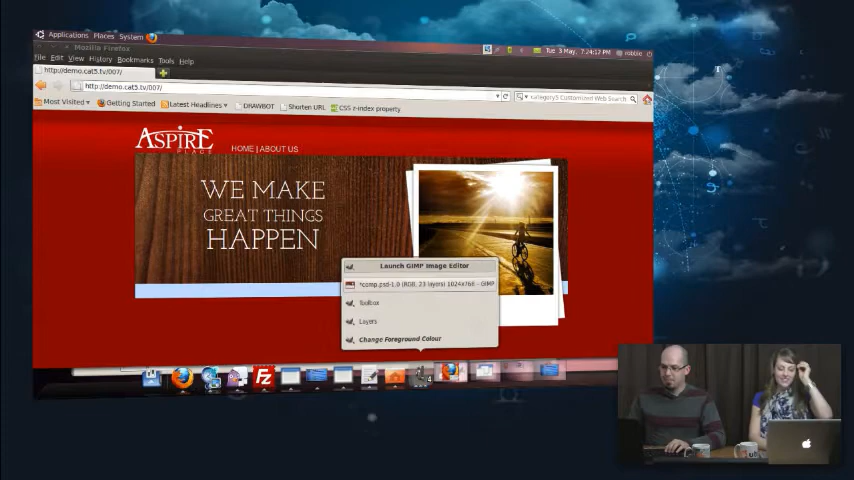 Applications Places System
Tue 3 May, 7:24:12 PM robbie
Mozilla Firefox
File Edit View History Bookmarks Tools Help
http://demo.cat5.tv/007/
http://demo.cat5.tv/007/
category5 Customized Web Search
Most Visited Getting Started Latest Headlines DRAWBOT Shorten URL CSS z-index property
ASPIRE
PLACE
HOME | ABOUT US
WE MAKE
GREAT THINGS
HAPPEN
Launch GIMP Image Editor
*comp.psd-1.0 (RGB, 23 layers) 1024x768 – GIMP
Toolbox
Layers
Change Foreground Colour
FZ